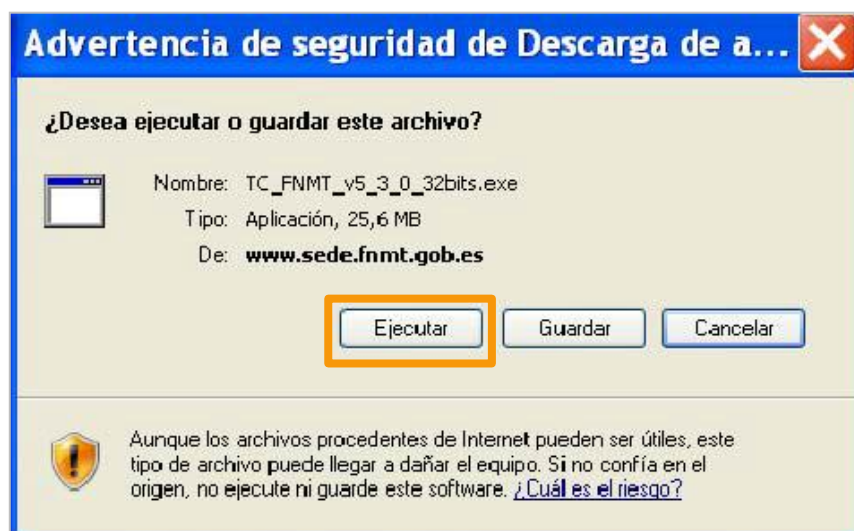 Advertencia de seguridad de Descarga de a...
¿Desea ejecutar o guardar este archivo?
Nombre: TC_FNMT_v5_3_0_32bits.exe
Tipo: Aplicación, 25,6 MB
De: www.sede.fnmt.gob.es
Ejecutar Guardar Cancelar
Aunque los archivos procedentes de Internet pueden ser útiles, este
tipo de archivo puede llegar a dañar el equipo. Si no confía en el
origen, no ejecute ni guarde este software. ¿Cuál es el riesgo?